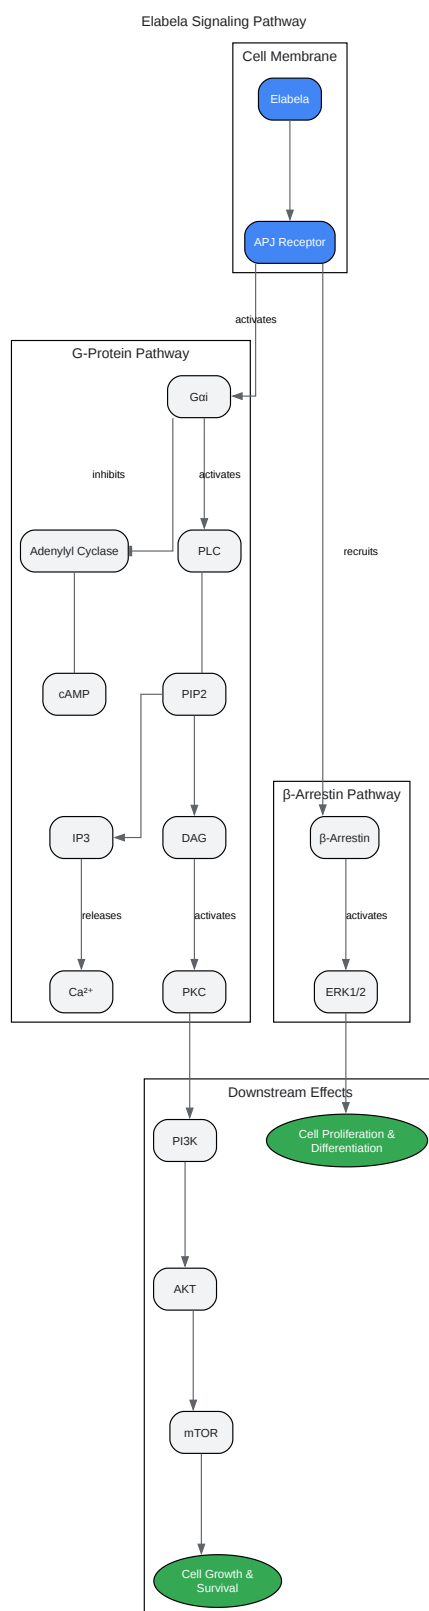 Elabela Signaling Pathway
Cell Membrane
Elabela
APJ Receptor
activates
G-Protein Pathway
Gαi
inhibits
activates
Adenylyl Cyclase
PLC
recruits
cAMP
PIP2
β-Arrestin Pathway
IP3
DAG
β-Arrestin
releases
activates
activates
Ca²⁺
PKC
ERK1/2
Downstream Effects
PI3K
Cell Proliferation &
Differentiation
AKT
mTOR
Cell Growth &
Survival